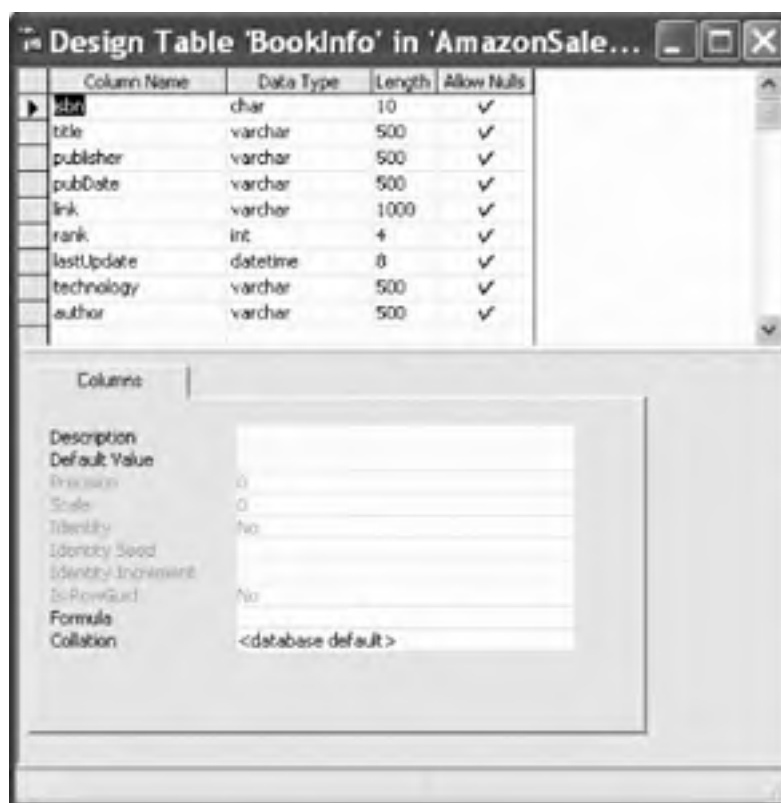 Design Table 'BookInfo' in 'AmazonSale...
Column Name Data Type Length Allow Nulls
sbn char 10
title varchar 500
publisher varchar 500
pubDate varchar 500
link varchar 1000
rank int 4
lastUpdate datetime 8
technology varchar 500
author varchar 500
Columns
Description
Default Value
Precision 0
Scale 0
Identity No
Identity Seed
Identity Increment
Is RowGuid No
Formula
Collation <database default>